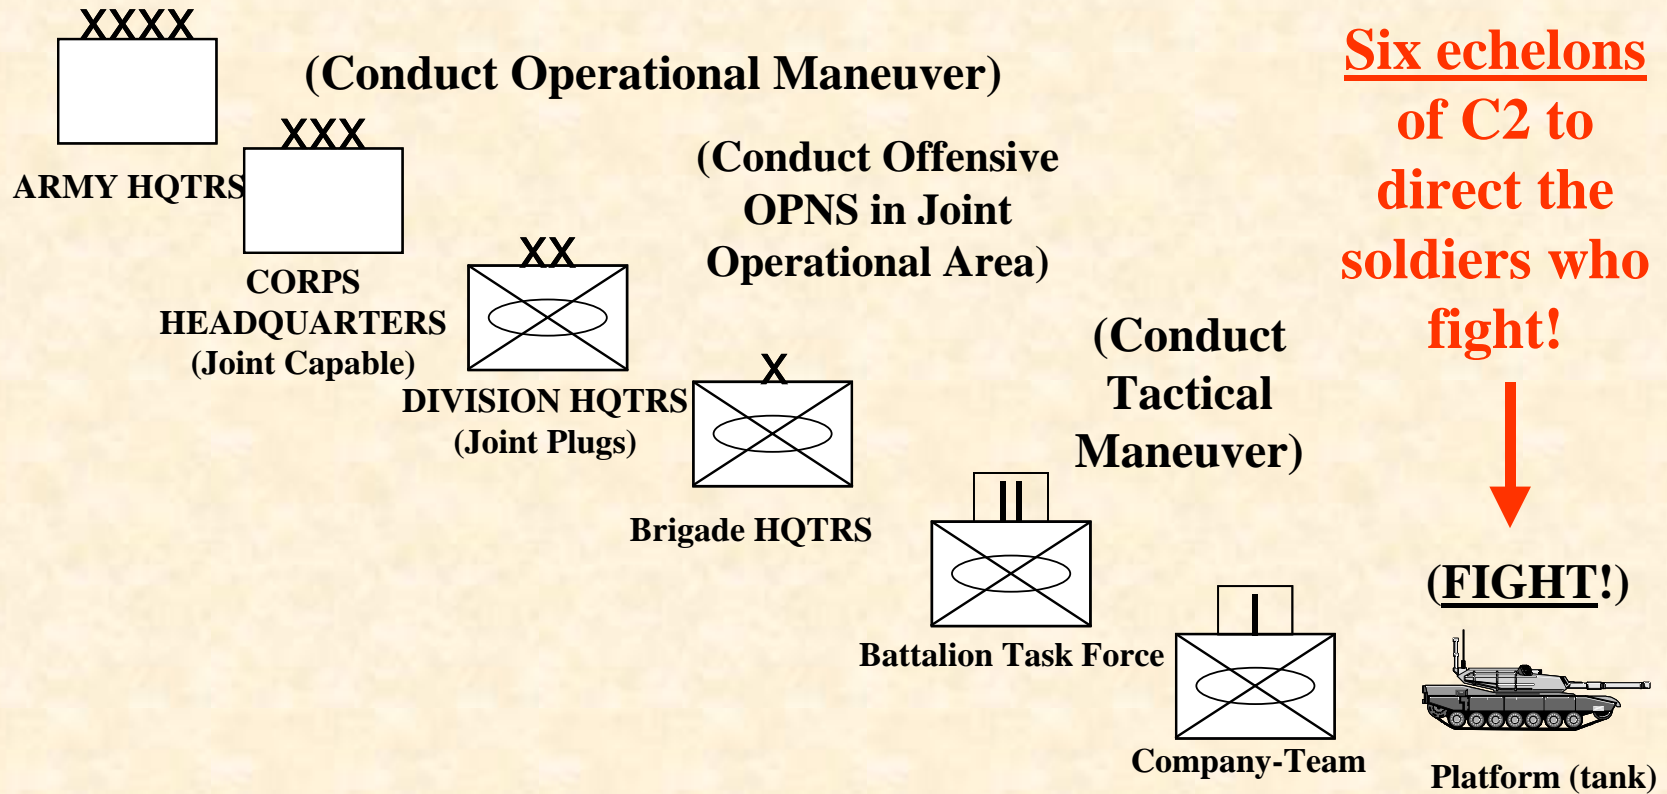 XXXX
ARMY HQTRS
(Conduct Operational Maneuver)
XXX
CORPS
HEADQUARTERS
(Joint Capable)
XX
DIVISION HQTRS
(Joint Plugs)
(Conduct Offensive
OPNS in Joint
Operational Area)
X
Brigade HQTRS
(Conduct
Tactical
Maneuver)
II
Battalion Task Force
I
Company-Team
Six echelons
of C2 to
direct the
soldiers who
fight!
(FIGHT!)
Platform (tank)